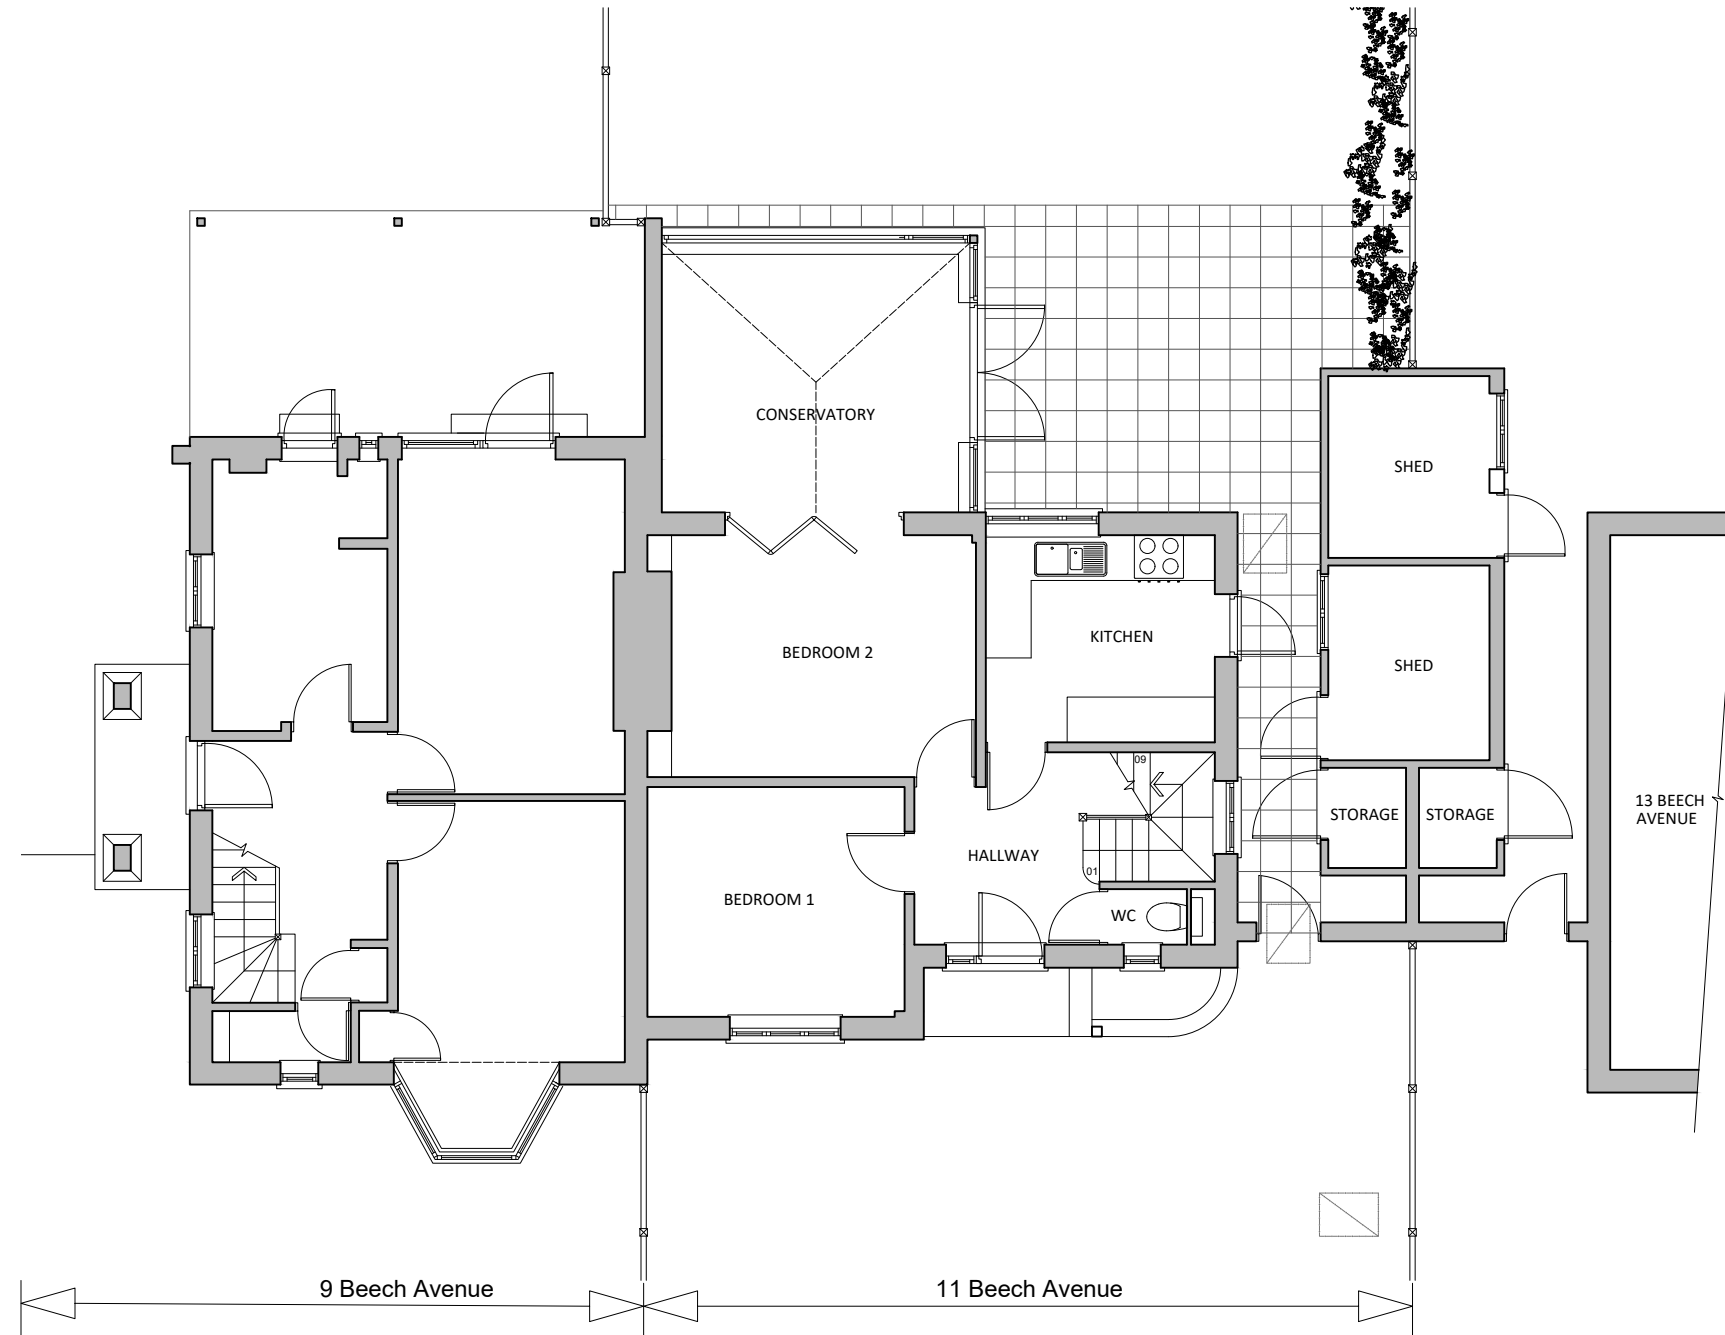 CONSERVATORY
SHED
BEDROOM 2
KITCHEN
SHED
09
STORAGE
STORAGE
13 BEECH
AVENUE
HALLWAY
01
BEDROOM 1
WC
9 Beech Avenue
11 Beech Avenue